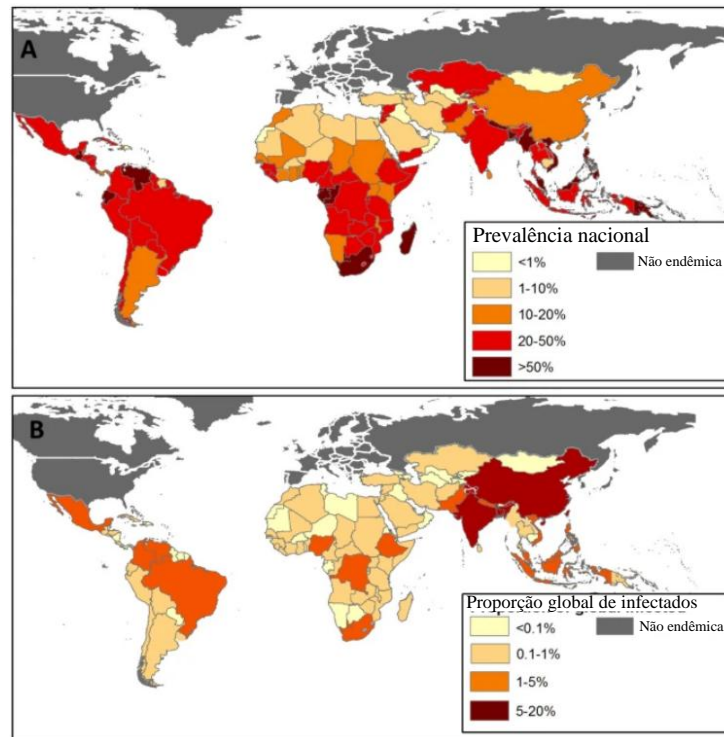 A
Prevalência nacional
<1%
Não endêmica
1-10%
10-20%
20-50%
>50%
B
Proporção global de infectados
<0.1%
Não endêmica
0.1-1%
1-5%
5-20%